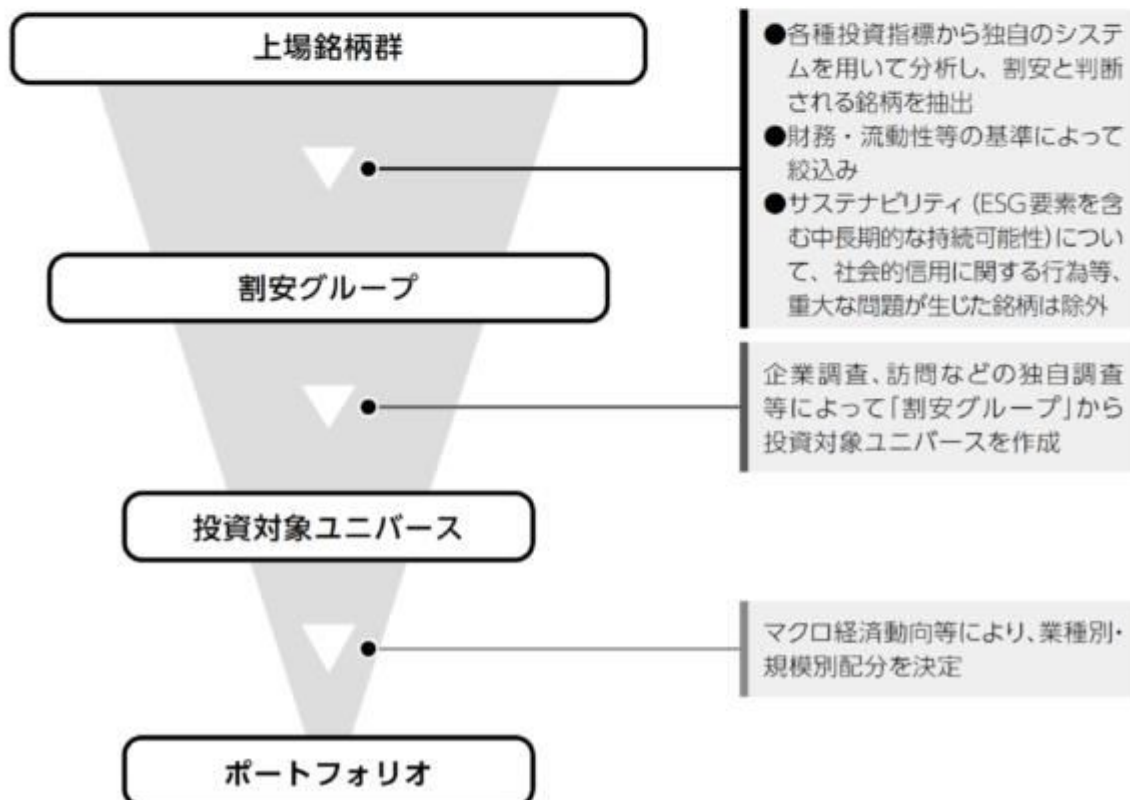 上場銘柄群
●各種投資指標から独自のシステ
ムを用いて分析し、割安と判断
される銘柄を抽出
●財務・流動性等の基準によって
絞込み
●サステナビリティ(ESG要素を含
む中長期的な持続可能性)につい
て、社会的信用に関する行為等、
重大な問題が生じた銘柄は除外
割安グループ
企業調査、訪問などの独自調査
等によって「割安グループ」から
投資対象ユニバースを作成
投資対象ユニバース
マクロ経済動向等により、業種別・
規模別配分を決定
ポートフォリオ